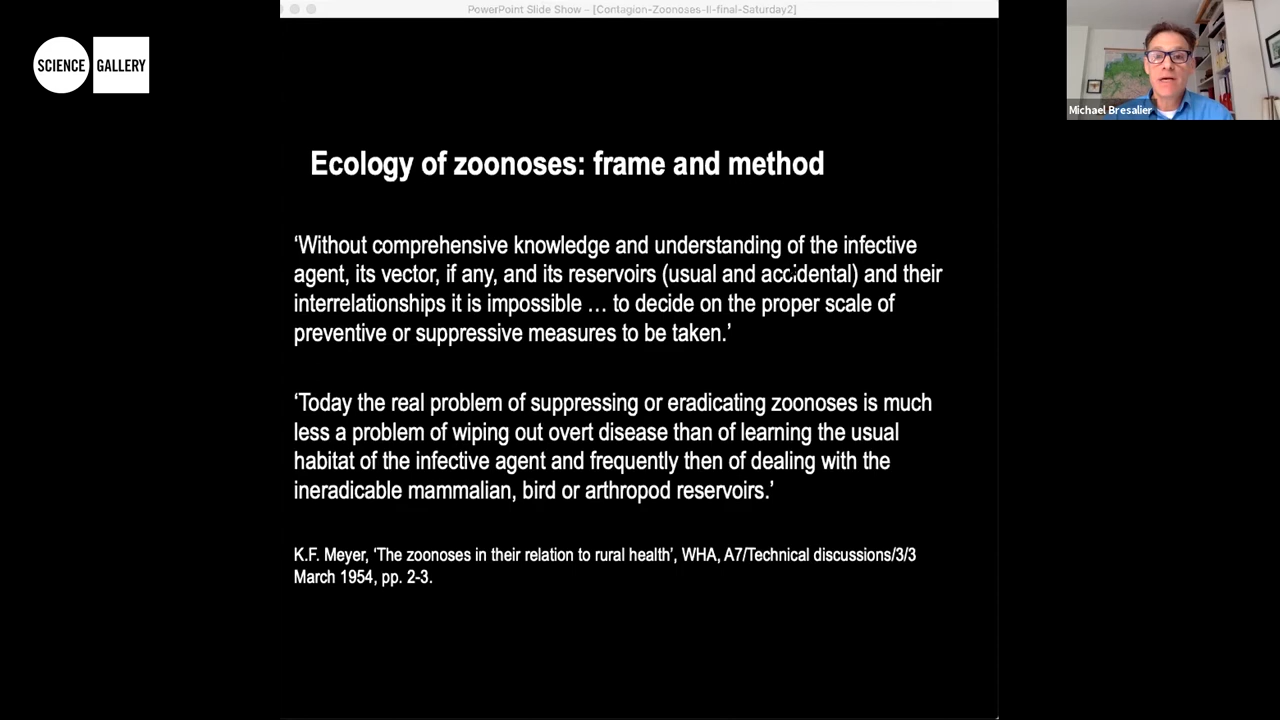 PowerPoint Slide Show – [Contagion-Zoonoses-II-final-Saturday2]
SCIENCE GALLERY
Michael Bresalier
Ecology of zoonoses: frame and method
‘Without comprehensive knowledge and understanding of the infective
agent, its vector, if any, and its reservoirs (usual and accidental) and their
interrelationships it is impossible … to decide on the proper scale of
preventive or suppressive measures to be taken.’
‘Today the real problem of suppressing or eradicating zoonoses is much
less a problem of wiping out overt disease than of learning the usual
habitat of the infective agent and frequently then of dealing with the
ineradicable mammalian, bird or arthropod reservoirs.’
K.F. Meyer, ‘The zoonoses in their relation to rural health’, WHA, A7/Technical discussions/3/3
March 1954, pp. 2-3.